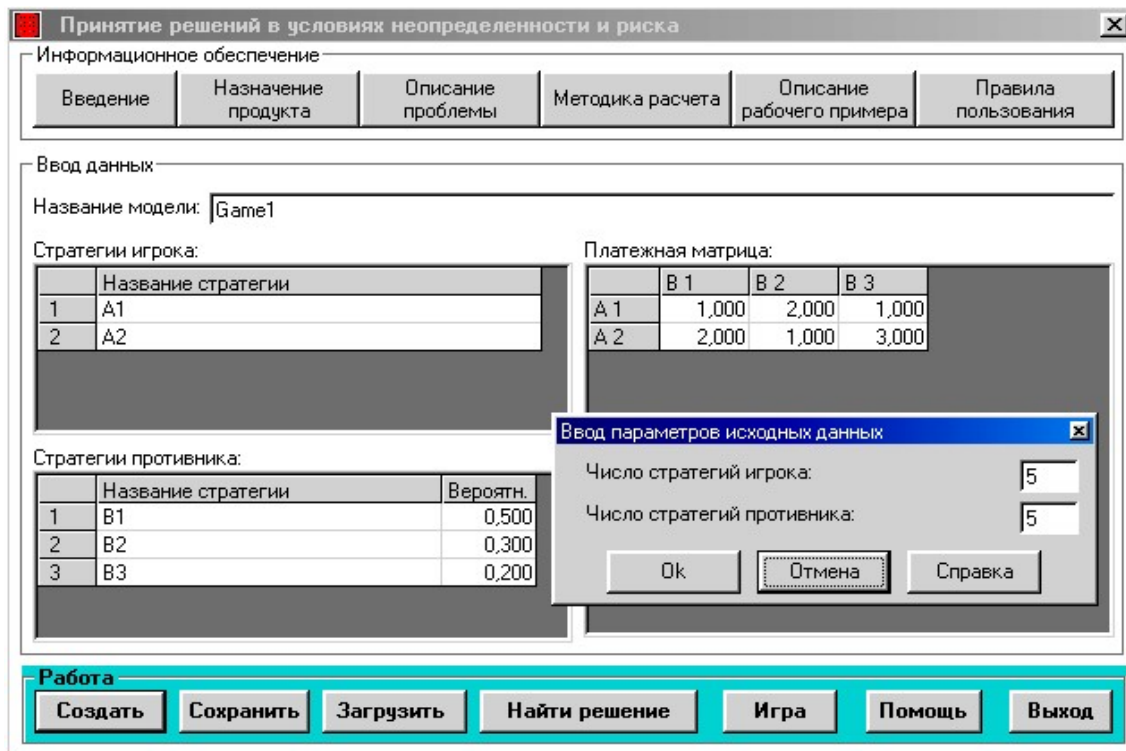 Принятие решений в условиях неопределенности и риска
Информационное обеспечение
Введение
Назначение
продукта
Описание
проблемы
Методика расчета
Описание
рабочего примера
Правила
пользования
Ввод данных
Название модели: Game1
Стратегии игрока:
Название стратегии
1 A1
2 A2
Платежная матрица:
B 1 B 2 B 3
A 1 1,000 2,000 1,000
A 2 2,000 1,000 3,000
Стратегии противника:
Название стратегии Вероятн.
1 B1 0,500
2 B2 0,300
3 B3 0,200
Ввод параметров исходных данных
Число стратегий игрока: 5
Число стратегий противника: 5
Ok Отмена Справка
Работа
Создать Сохранить Загрузить Найти решение Игра Помощь Выход